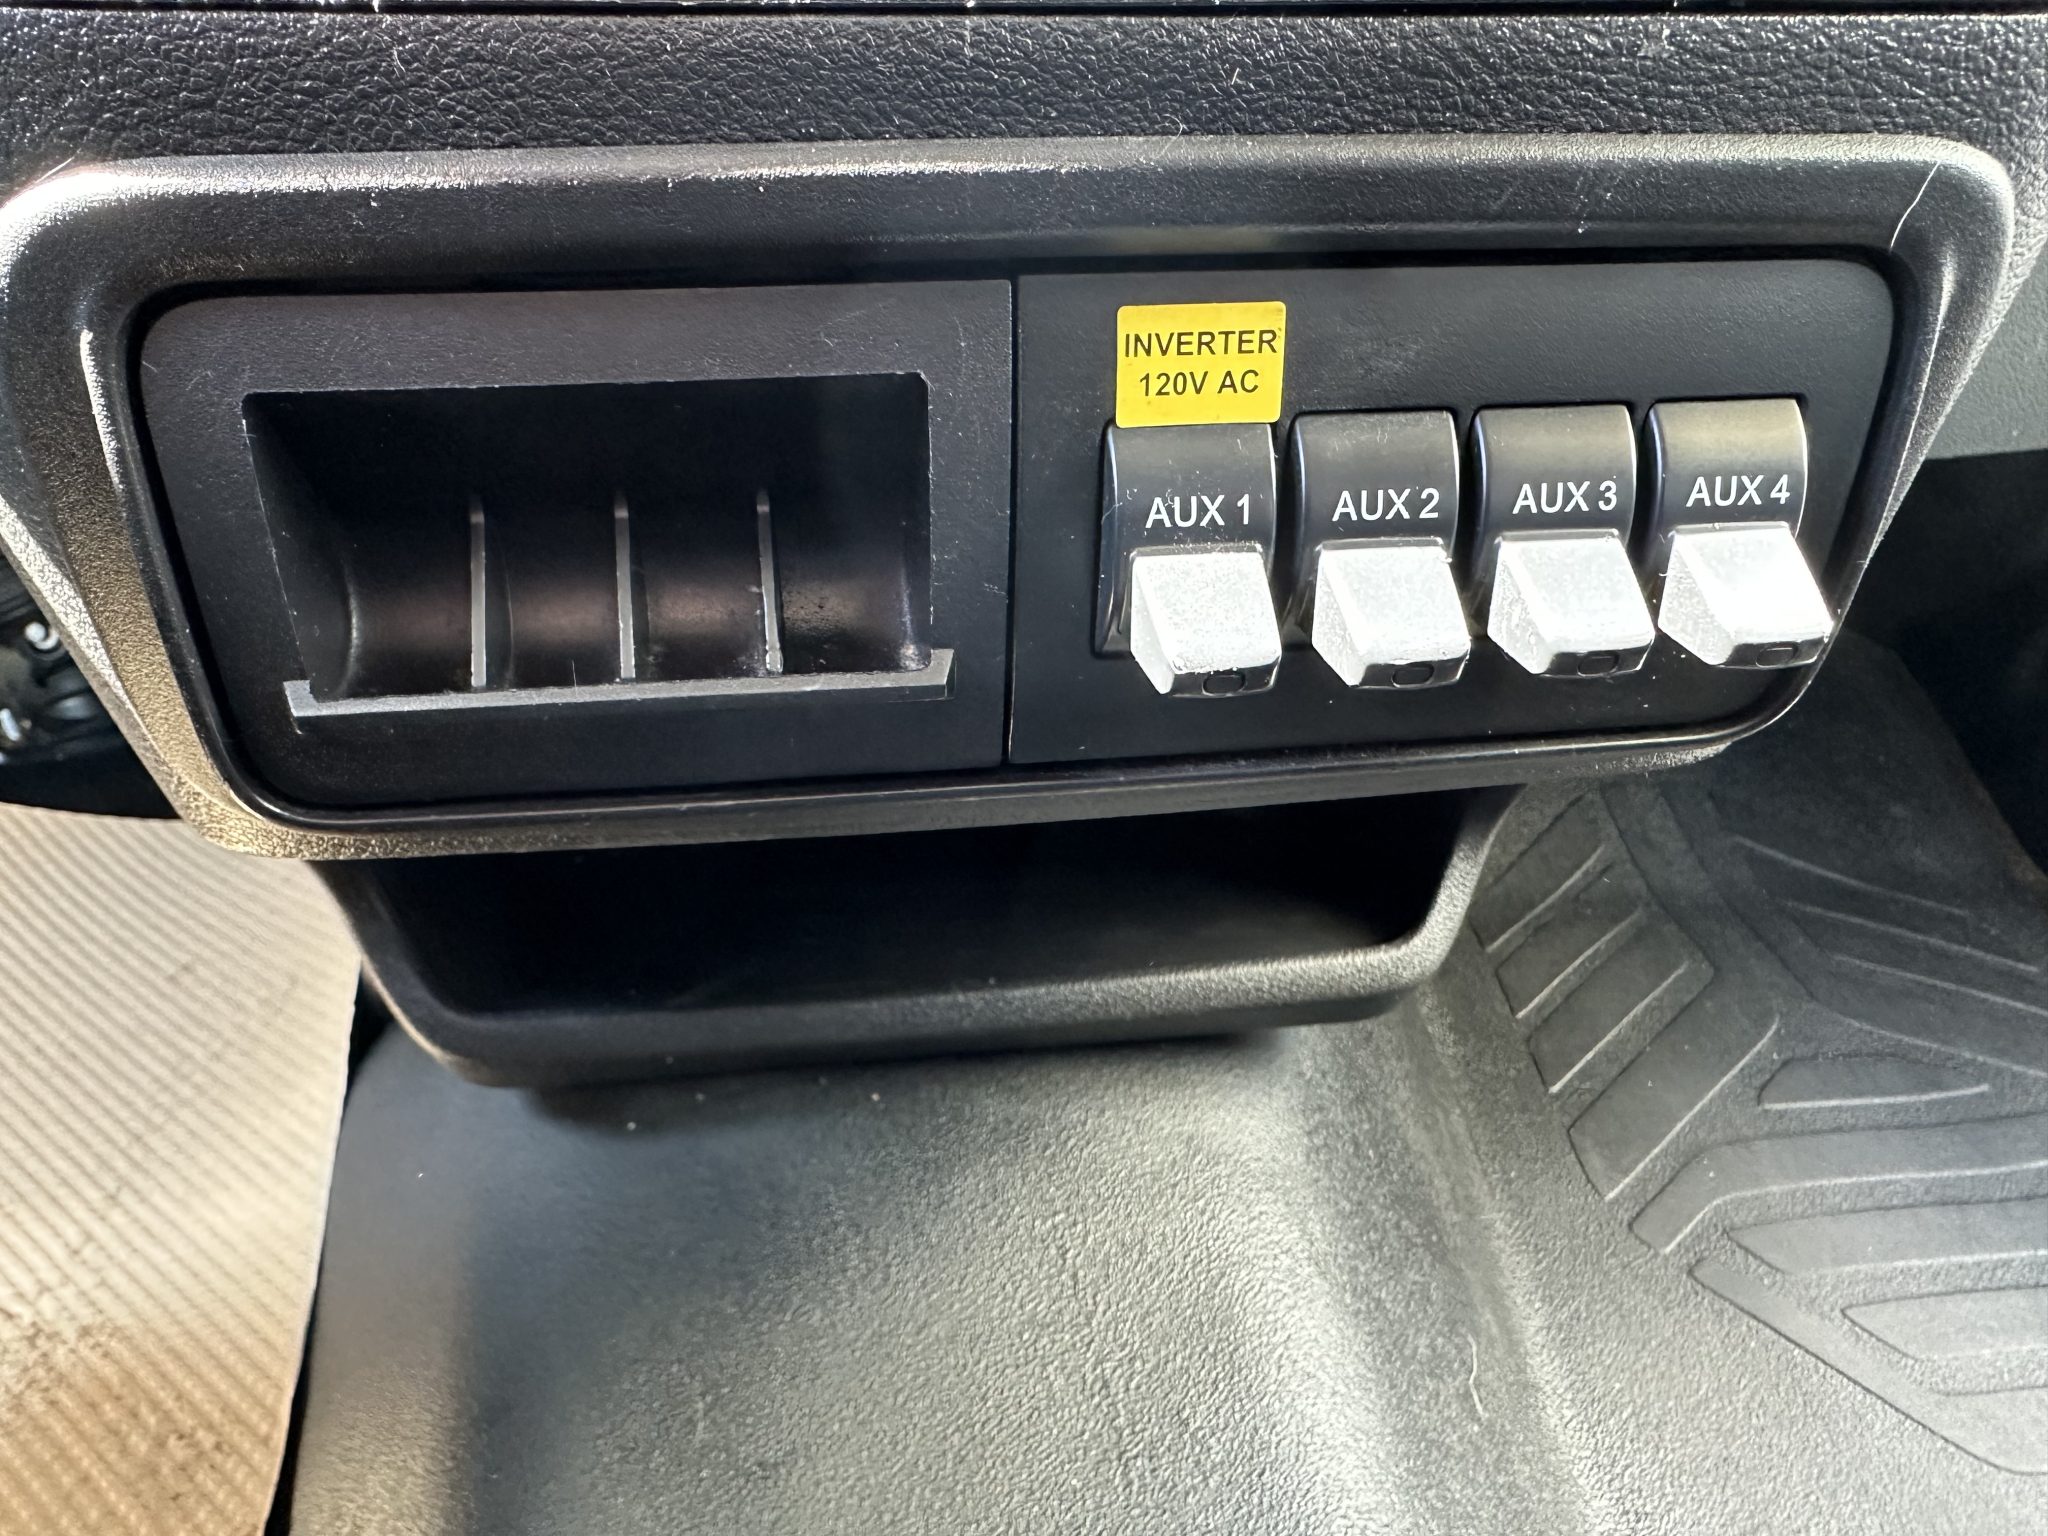 INVERTER
120V AC
AUX 1
AUX 2
AUX 3
AUX 4